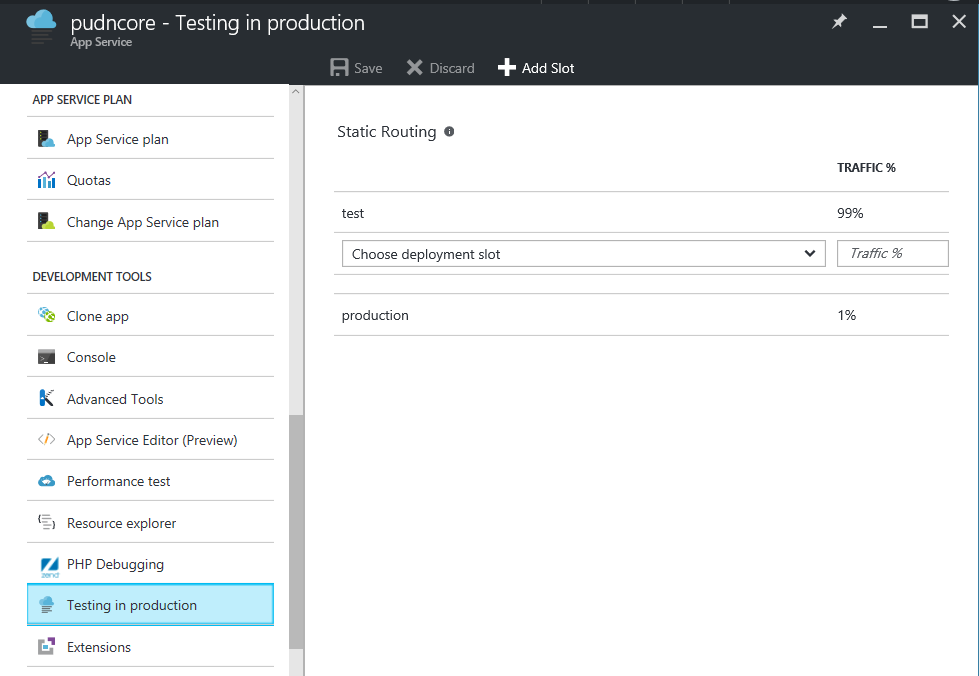 pudncore - Testing in production
App Service
Save
Discard
Add Slot
APP SERVICE PLAN
App Service plan
Quotas
Change App Service plan
DEVELOPMENT TOOLS
Clone app
Console
Advanced Tools
App Service Editor (Preview)
Performance test
Resource explorer
zend
PHP Debugging
Testing in production
Extensions
Static Routing
TRAFFIC %
test 99%
Choose deployment slot Traffic %
production 1%